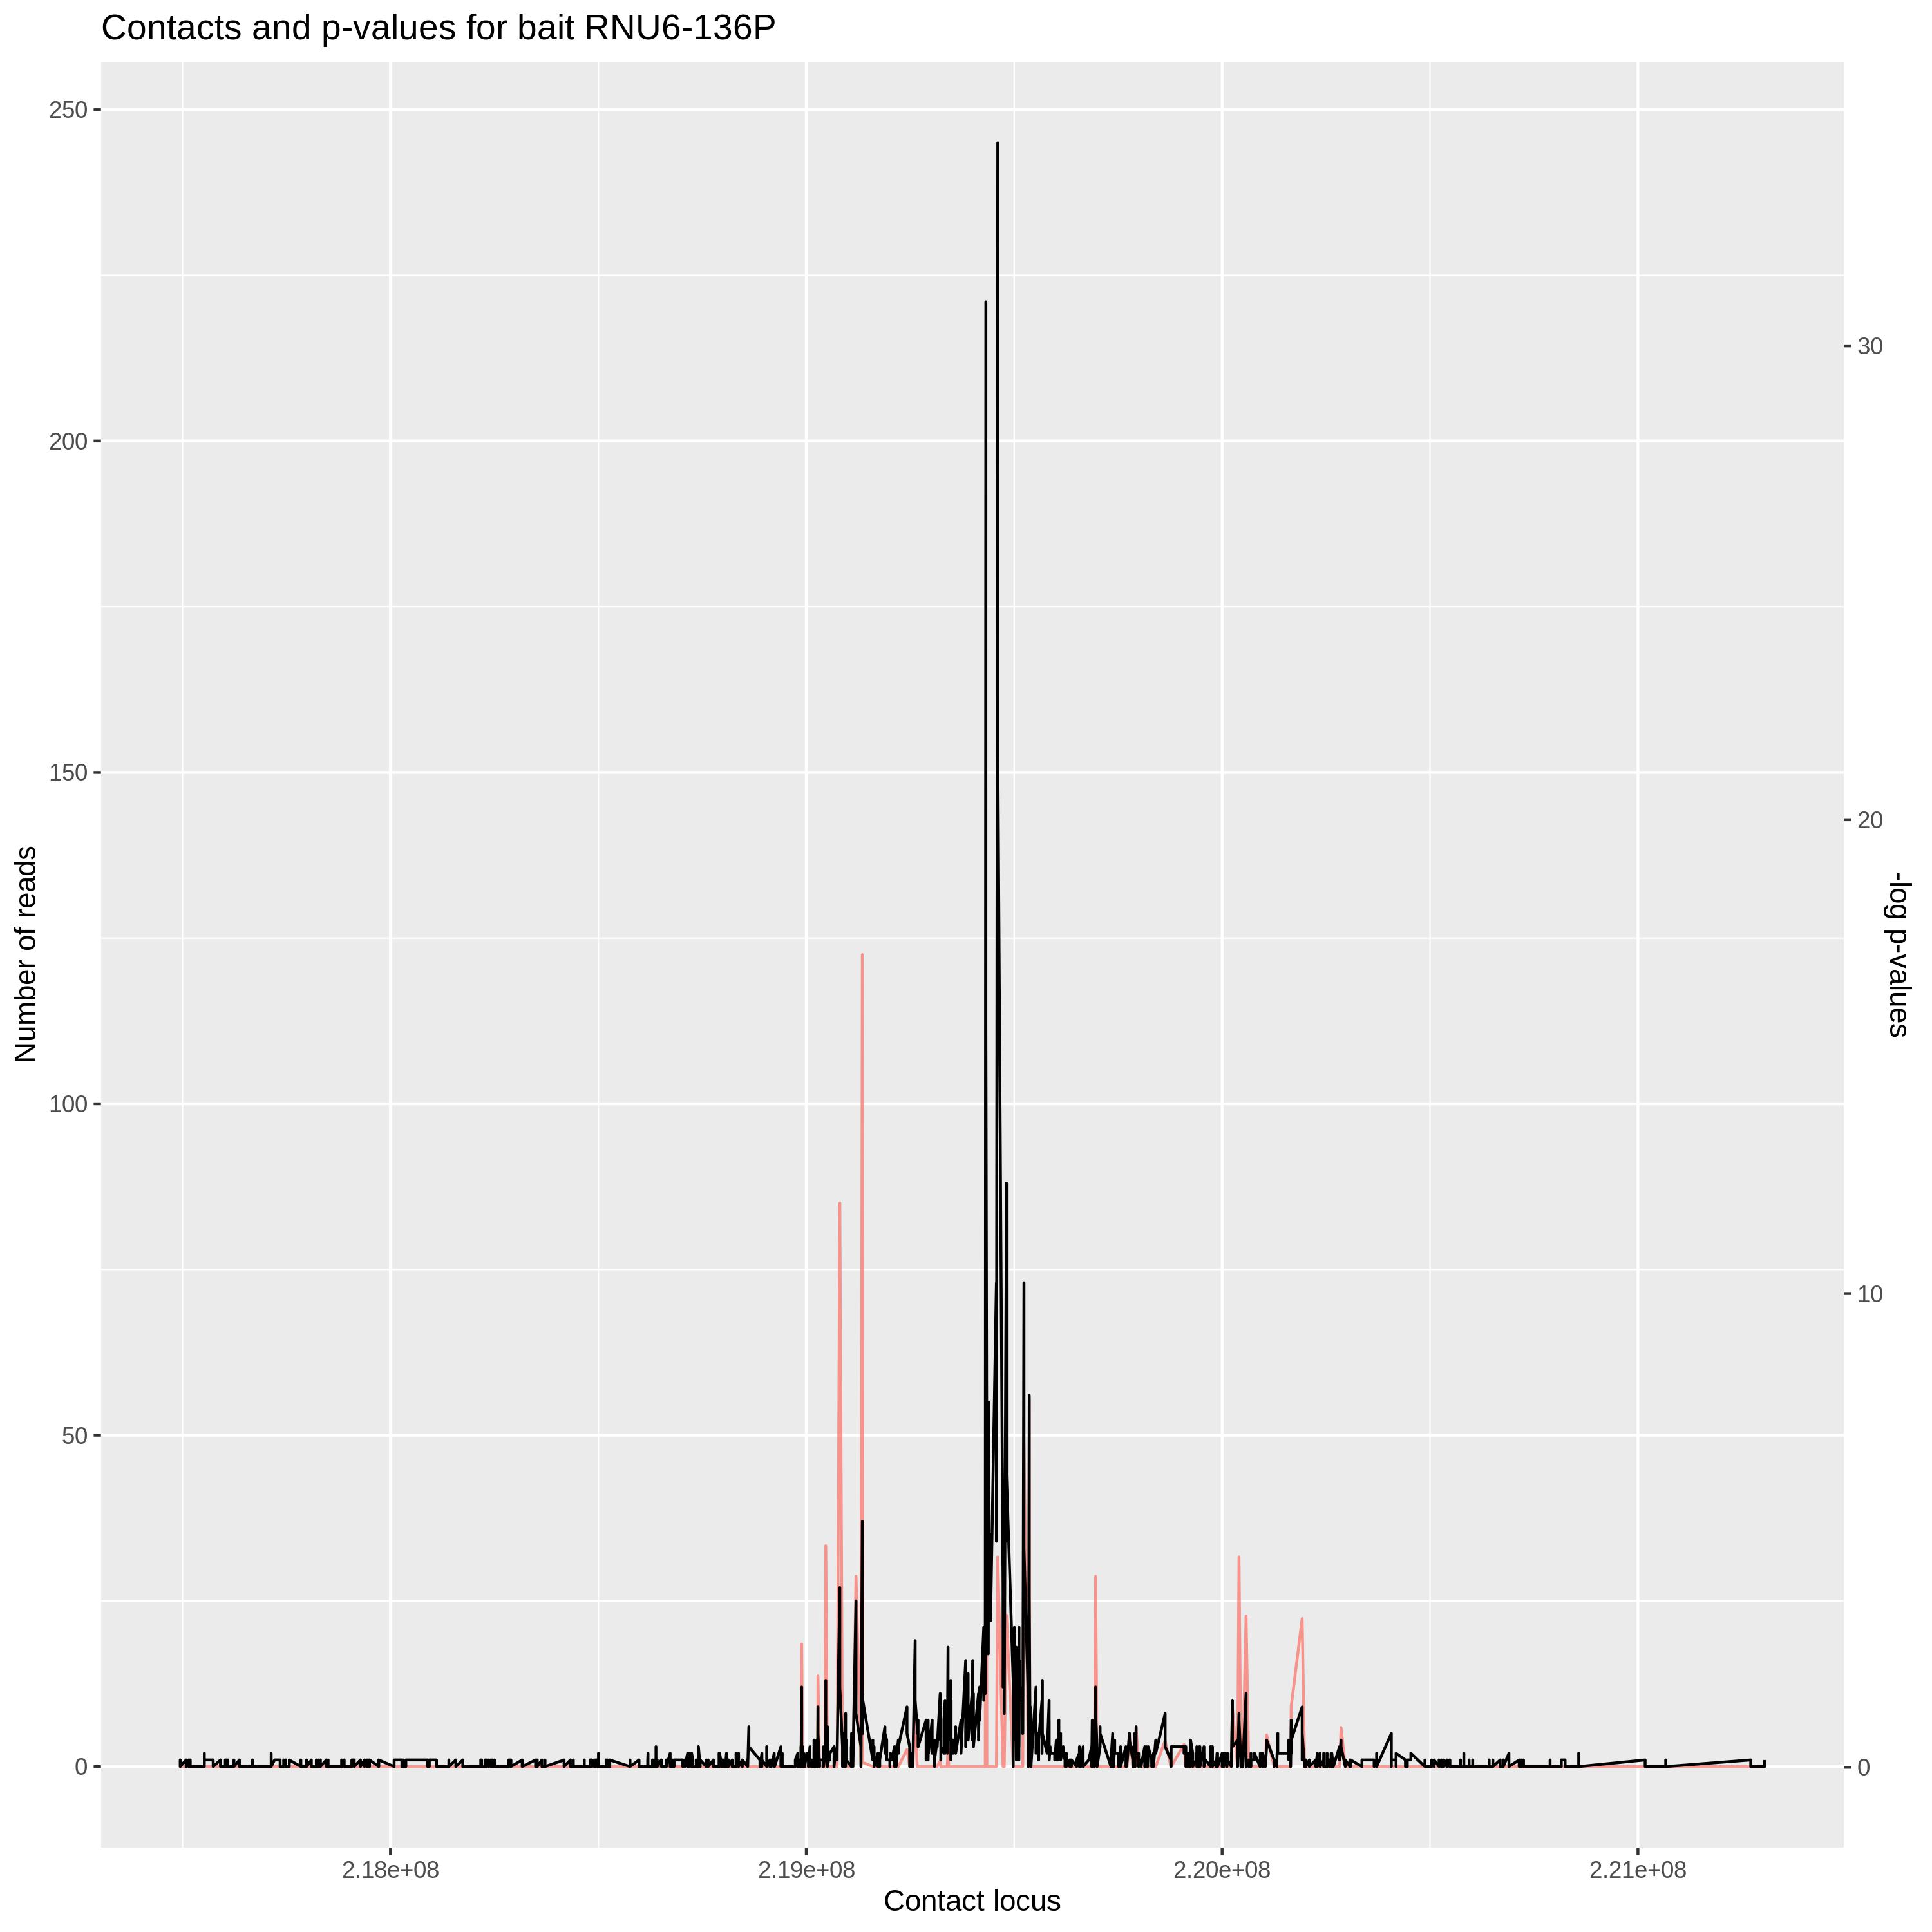 Contacts and p-values for bait RNU6-136P
250
200
150
100
50
0
Number of reads
30
20
10
0
-log p-values
2.18e+08
2.19e+08
2.20e+08
2.21e+08
Contact locus